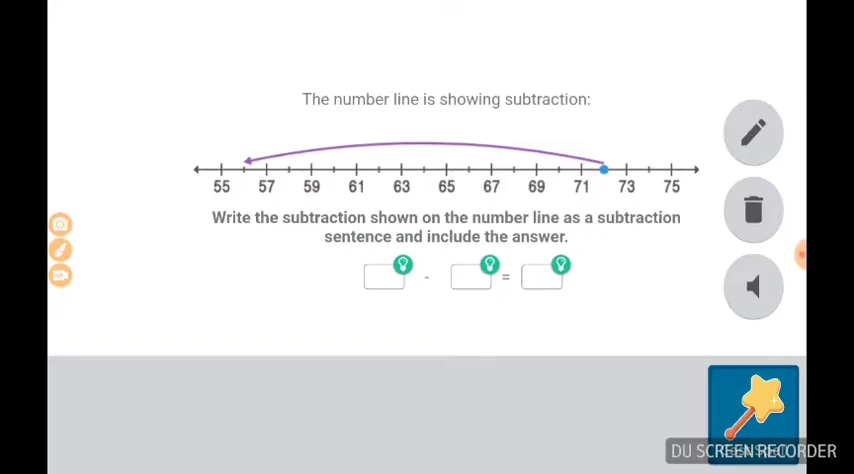 The number line is showing subtraction:
55 57 59 61 63 65 67 69 71 73 75
Write the subtraction shown on the number line as a subtraction
sentence and include the answer.
- =
DU SCREEN RECORDER